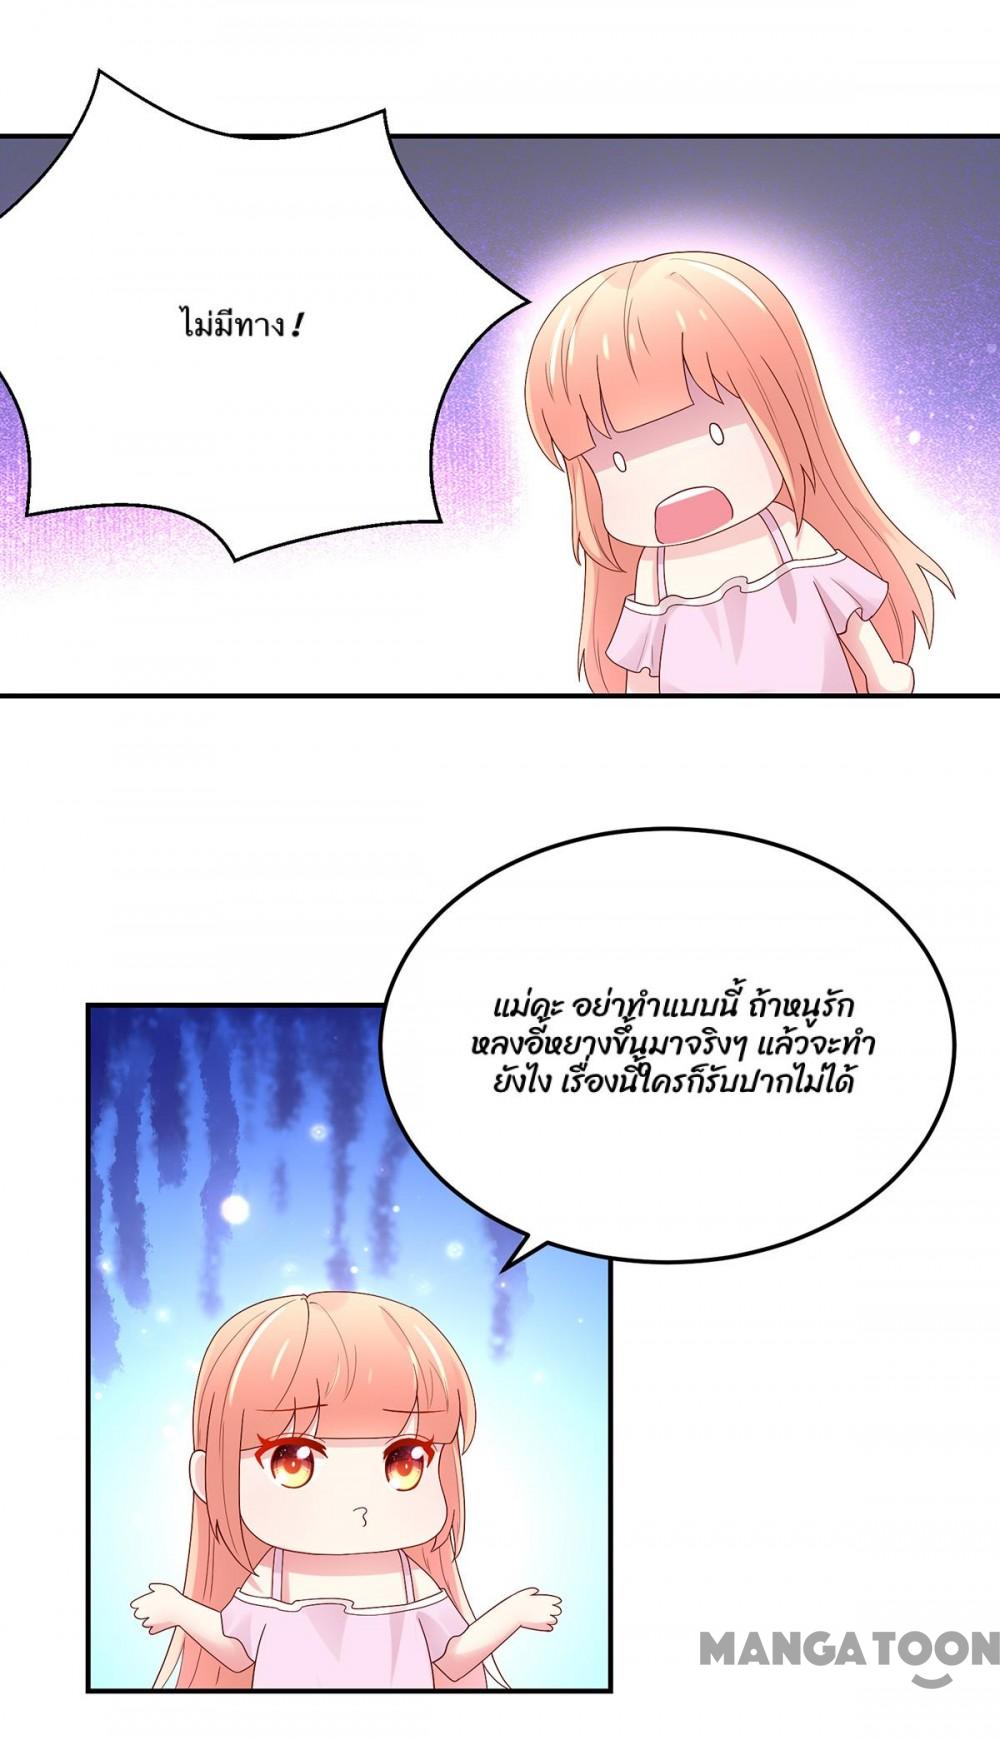 ไม่มีทาง!
แม่คะ อย่าทำแบบนี้ ถ้าหนูรัก
หลงอี้หยางขึ้นมาจริงๆ แล้วจะทำ
ยังไง เรื่องนี้ใครก็รับปากไม่ได้
MANGATOON